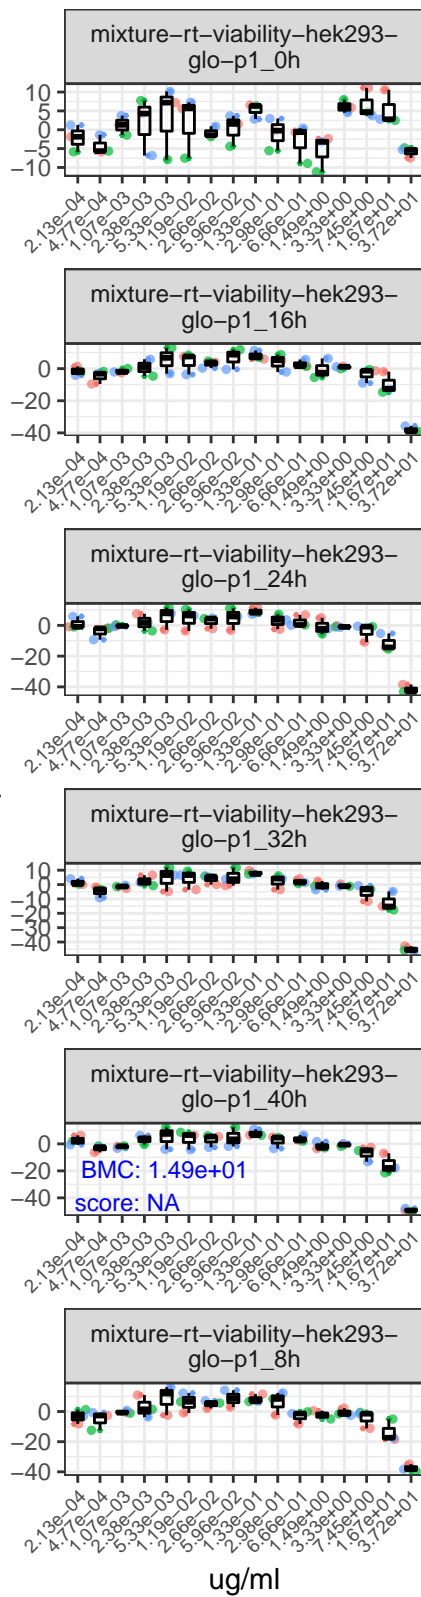 mixture−rt−viability−hek293−
glo−p1_0h
10
5
0
−5
−10
2.13e−04
4.77e−04
1.07e−03
2.38e−03
5.33e−03
1.19e−02
2.66e−02
5.96e−02
1.33e−01
2.98e−01
6.66e−01
1.49e+00
3.33e+00
7.45e+00
1.67e+01
3.72e+01
mixture−rt−viability−hek293−
glo−p1_16h
0
−20
−40
2.13e−04
4.77e−04
1.07e−03
2.38e−03
5.33e−03
1.19e−02
2.66e−02
5.96e−02
1.33e−01
2.98e−01
6.66e−01
1.49e+00
3.33e+00
7.45e+00
1.67e+01
3.72e+01
mixture−rt−viability−hek293−
glo−p1_24h
0
−20
−40
2.13e−04
4.77e−04
1.07e−03
2.38e−03
5.33e−03
1.19e−02
2.66e−02
5.96e−02
1.33e−01
2.98e−01
6.66e−01
1.49e+00
3.33e+00
7.45e+00
1.67e+01
3.72e+01
mixture−rt−viability−hek293−
glo−p1_32h
10
0
−10
−20
−30
−40
2.13e−04
4.77e−04
1.07e−03
2.38e−03
5.33e−03
1.19e−02
2.66e−02
5.96e−02
1.33e−01
2.98e−01
6.66e−01
1.49e+00
3.33e+00
7.45e+00
1.67e+01
3.72e+01
mixture−rt−viability−hek293−
glo−p1_40h
0
−20
−40
BMC: 1.49e+01
score: NA
2.13e−04
4.77e−04
1.07e−03
2.38e−03
5.33e−03
1.19e−02
2.66e−02
5.96e−02
1.33e−01
2.98e−01
6.66e−01
1.49e+00
3.33e+00
7.45e+00
1.67e+01
3.72e+01
mixture−rt−viability−hek293−
glo−p1_8h
0
−20
−40
2.13e−04
4.77e−04
1.07e−03
2.38e−03
5.33e−03
1.19e−02
2.66e−02
5.96e−02
1.33e−01
2.98e−01
6.66e−01
1.49e+00
3.33e+00
7.45e+00
1.67e+01
3.72e+01
ug/ml